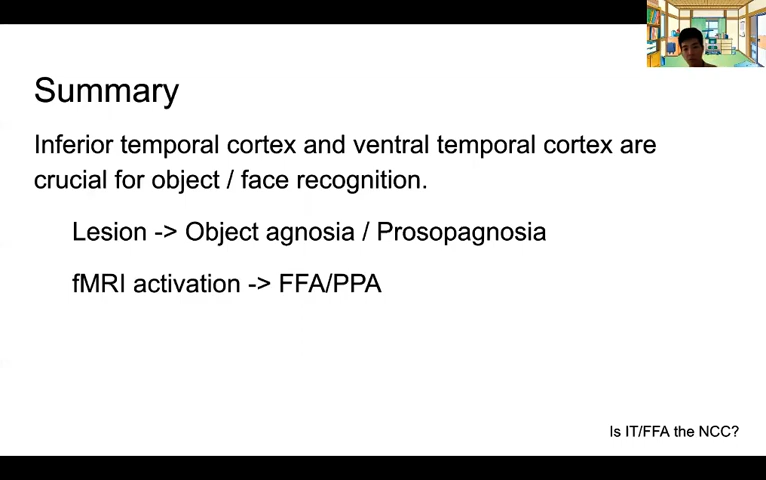 Summary
Inferior temporal cortex and ventral temporal cortex are
crucial for object / face recognition.
Lesion -> Object agnosia / Prosopagnosia
fMRI activation -> FFA/PPA
Is IT/FFA the NCC?